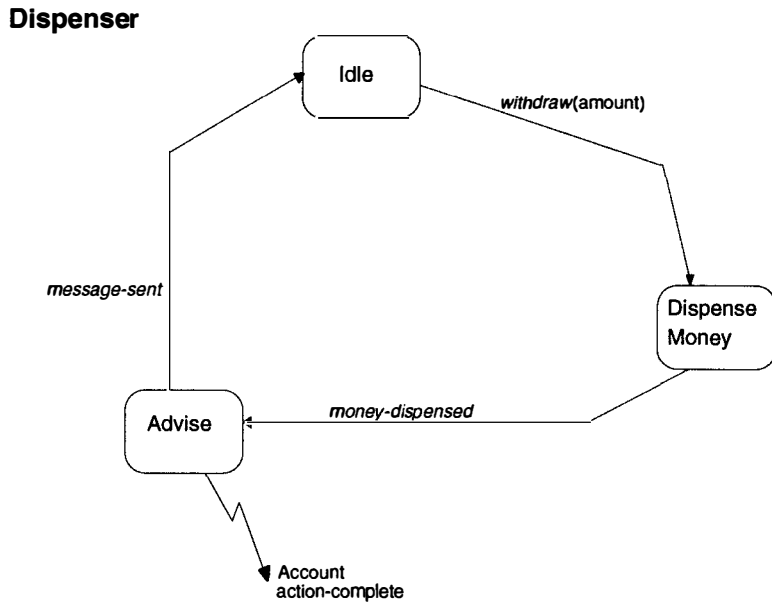 Dispenser
Idle
withdraw(amount)
message-sent
Dispense
Money
money-dispensed
Advise
Account
action-complete